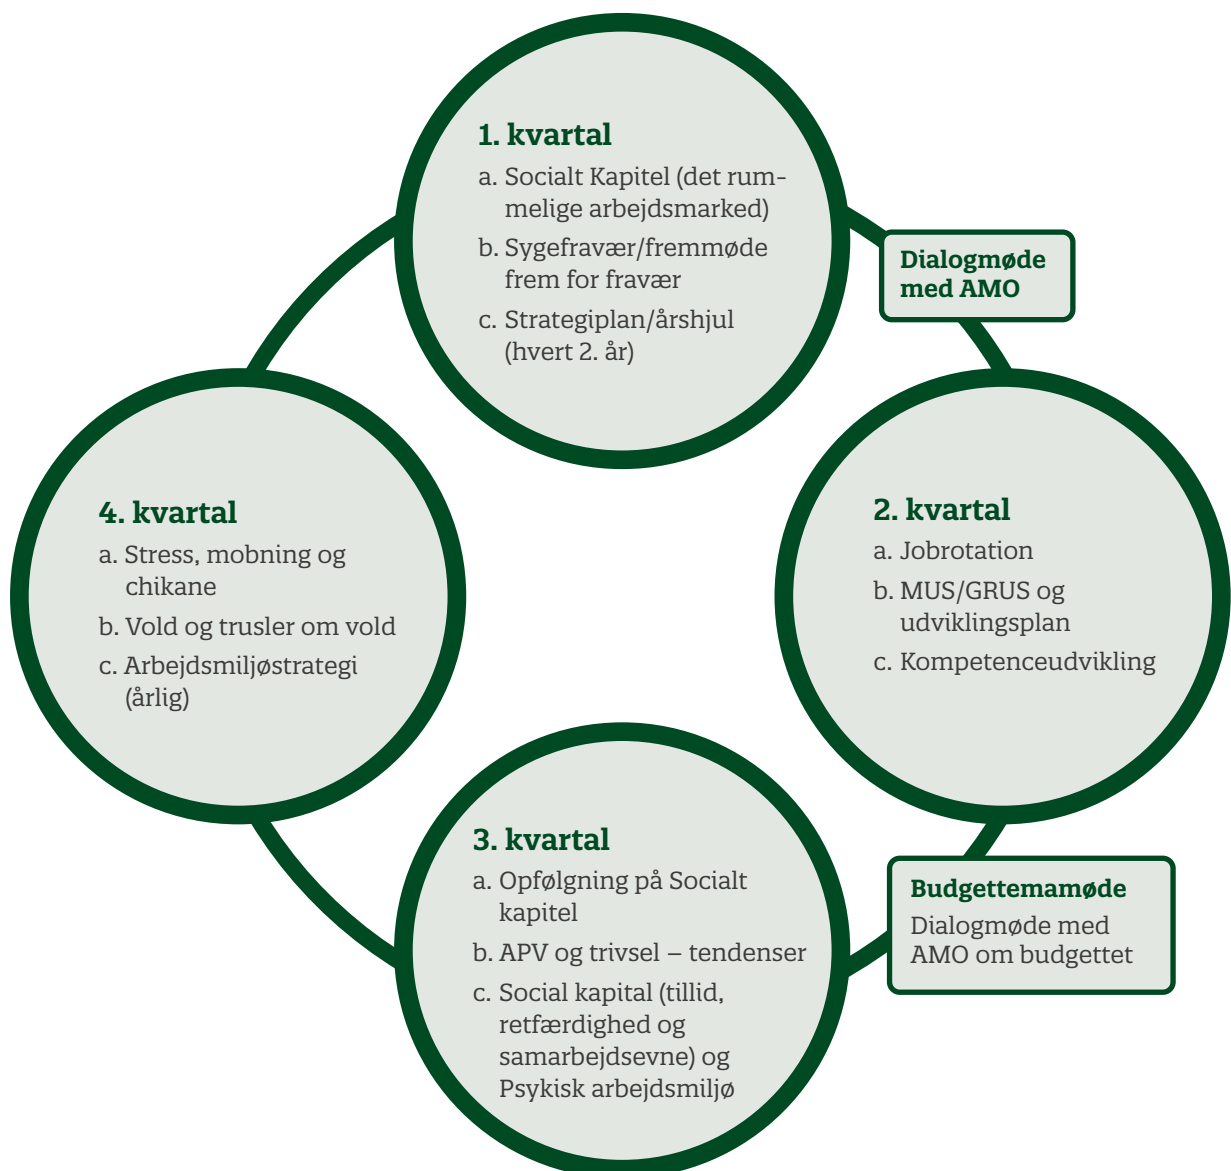 1. kvartal
a. Socialt Kapitel (det rum-
melige arbejdsmarked)
b. Sygefravær/fremmøde
frem for fravær
c. Strategiplan/årshjul
(hvert 2. år)
Dialogmøde
med AMO
2. kvartal
a. Jobrotation
b. MUS/GRUS og
udviklingsplan
c. Kompetenceudvikling
Budgettemamøde
Dialogmøde med
AMO om budgettet
3. kvartal
a. Opfølgning på Socialt
kapitel
b. APV og trivsel – tendenser
c. Social kapital (tillid,
retfærdighed og
samarbejdsevne) og
Psykisk arbejdsmiljø
4. kvartal
a. Stress, mobning og
chikane
b. Vold og trusler om vold
c. Arbejdsmiljøstrategi
(årlig)